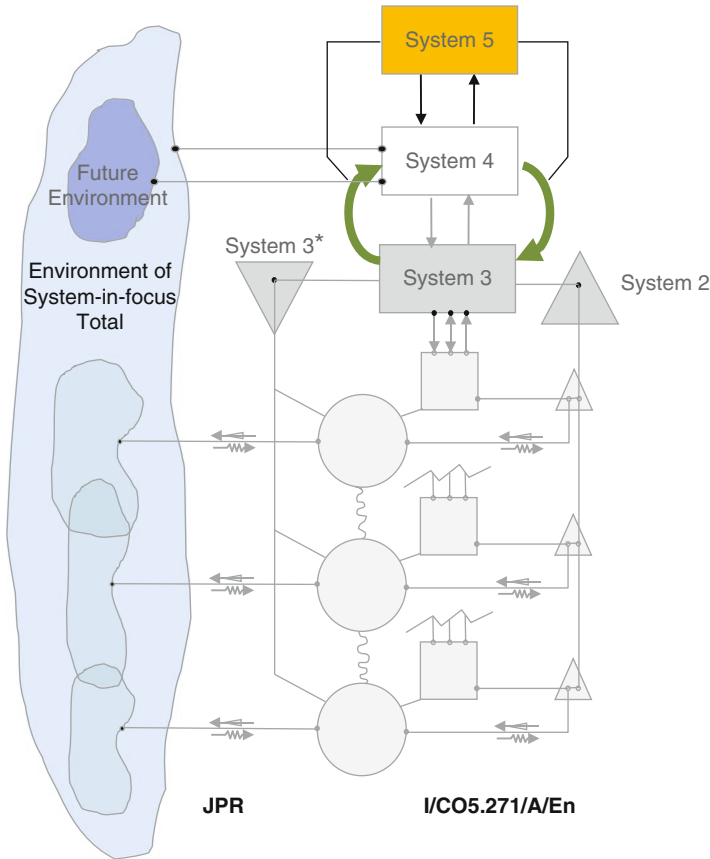 System 5
System 4
Future
Environment
System 3*
System 3
System 2
Environment of
System-in-focus
Total
JPR
I/CO5.271/A/En